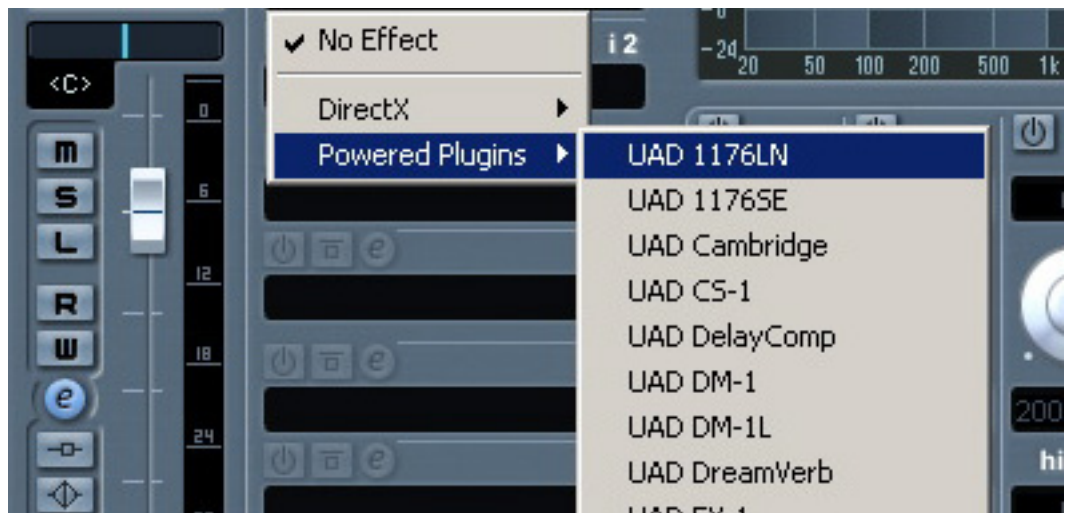 ✓ No Effect
DirectX
Powered Plugins
UAD 1176LN
UAD 1176SE
UAD Cambridge
UAD CS-1
UAD DelayComp
UAD DM-1
UAD DM-1L
UAD DreamVerb
i 2
-24
20 50 100 200 500 1k
<C>
M
S
L
R
W
e
0
6
12
18
24
e
e
e
200
hi